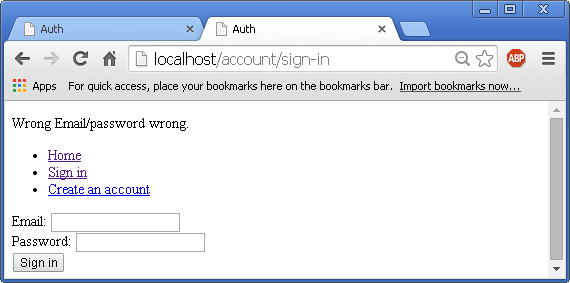 Auth
Auth
localhost/account/sign-in
ABP
Apps For quick access, place your bookmarks here on the bookmarks bar. Import bookmarks now...
Wrong Email/password wrong.
Home
Sign in
Create an account
Email:
Password:
Sign in